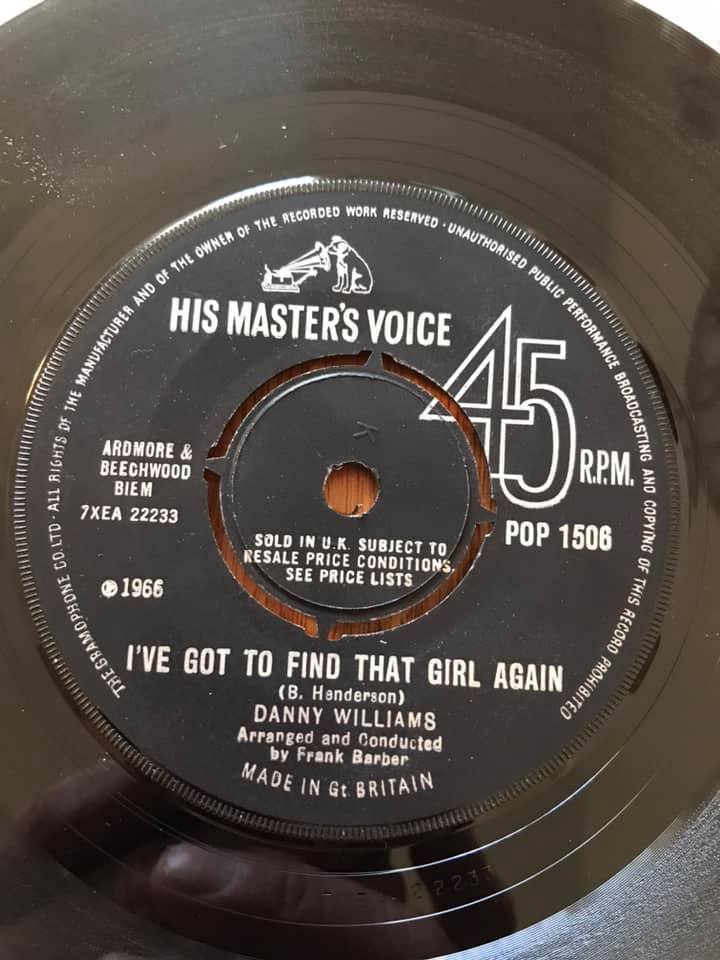 THE GRAMOPHONE CO. LTD · ALL RIGHTS OF THE MANUFACTURER AND OF THE OWNER OF THE RECORDED WORK RESERVED · UNAUTHORISED PUBLIC PERFORMANCE BROADCASTING AND COPYING OF THIS RECORD PROHIBITED
HIS MASTER'S VOICE
45
R.P.M.
ARDMORE &
BEECHWOOD
BIEM
7XEA 22233
POP 1506
K
SOLD IN U.K. SUBJECT TO
RESALE PRICE CONDITIONS,
SEE PRICE LISTS
℗ 1966
I'VE GOT TO FIND THAT GIRL AGAIN
(B. Henderson)
DANNY WILLIAMS
Arranged and Conducted
by Frank Barber
MADE IN Gt BRITAIN